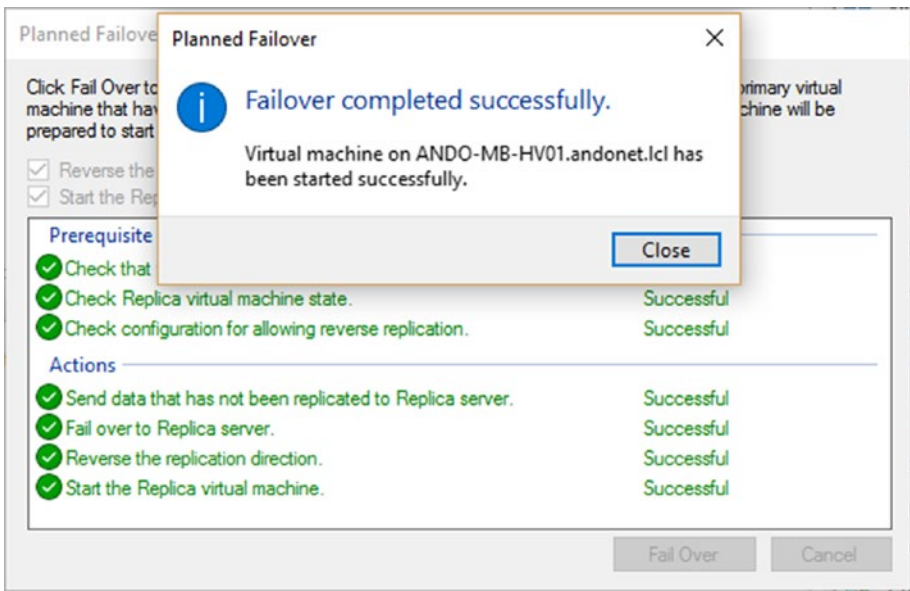 Planned Failove
Planned Failover
Click Fail Over to
primary virtual
machine that hav
chine will be
prepared to start
Failover completed successfully.
Virtual machine on ANDO-MB-HV01.andonet.lcl has
been started successfully.
Reverse the
Start the Rep
Close
Prerequisite
Check that
Check Replica virtual machine state. Successful
Check configuration for allowing reverse replication. Successful
Actions
Send data that has not been replicated to Replica server. Successful
Fail over to Replica server. Successful
Reverse the replication direction. Successful
Start the Replica virtual machine. Successful
Fail Over Cancel